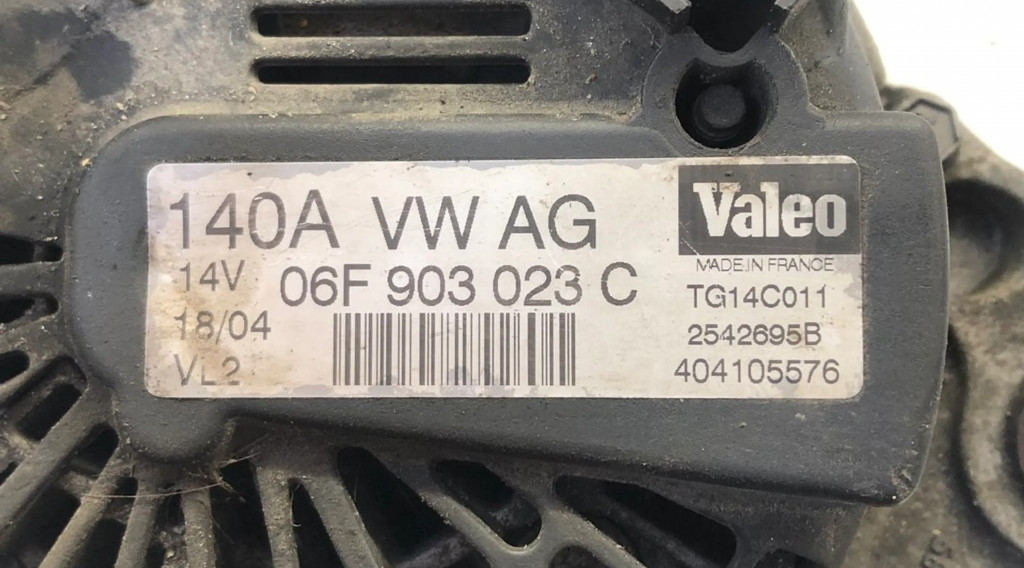 140A VW AG
Valeo
MADE IN FRANCE
14V 06F 903 023 C
TG14C011
18/04
2542695B
VL2
404105576